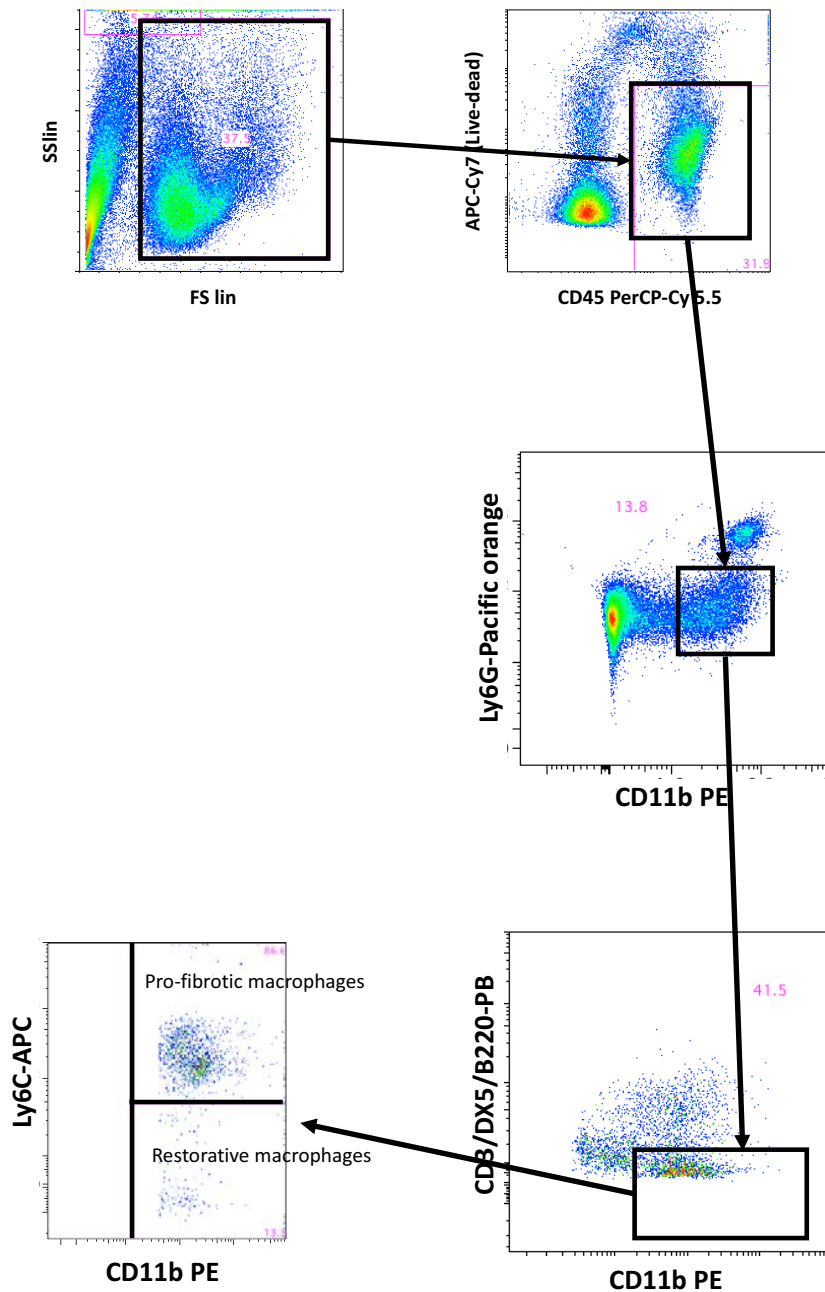 37.5
SSlin
FS lin
APC-Cy7 (Live-dead)
31.9
CD45 PerCP-Cy 5.5
13.8
Ly6G-Pacific orange
CD11b PE
41.5
CD3/DX5/B220-PB
CD11b PE
86.6
Pro-fibrotic macrophages
Ly6C-APC
Restorative macrophages
CD11b PE